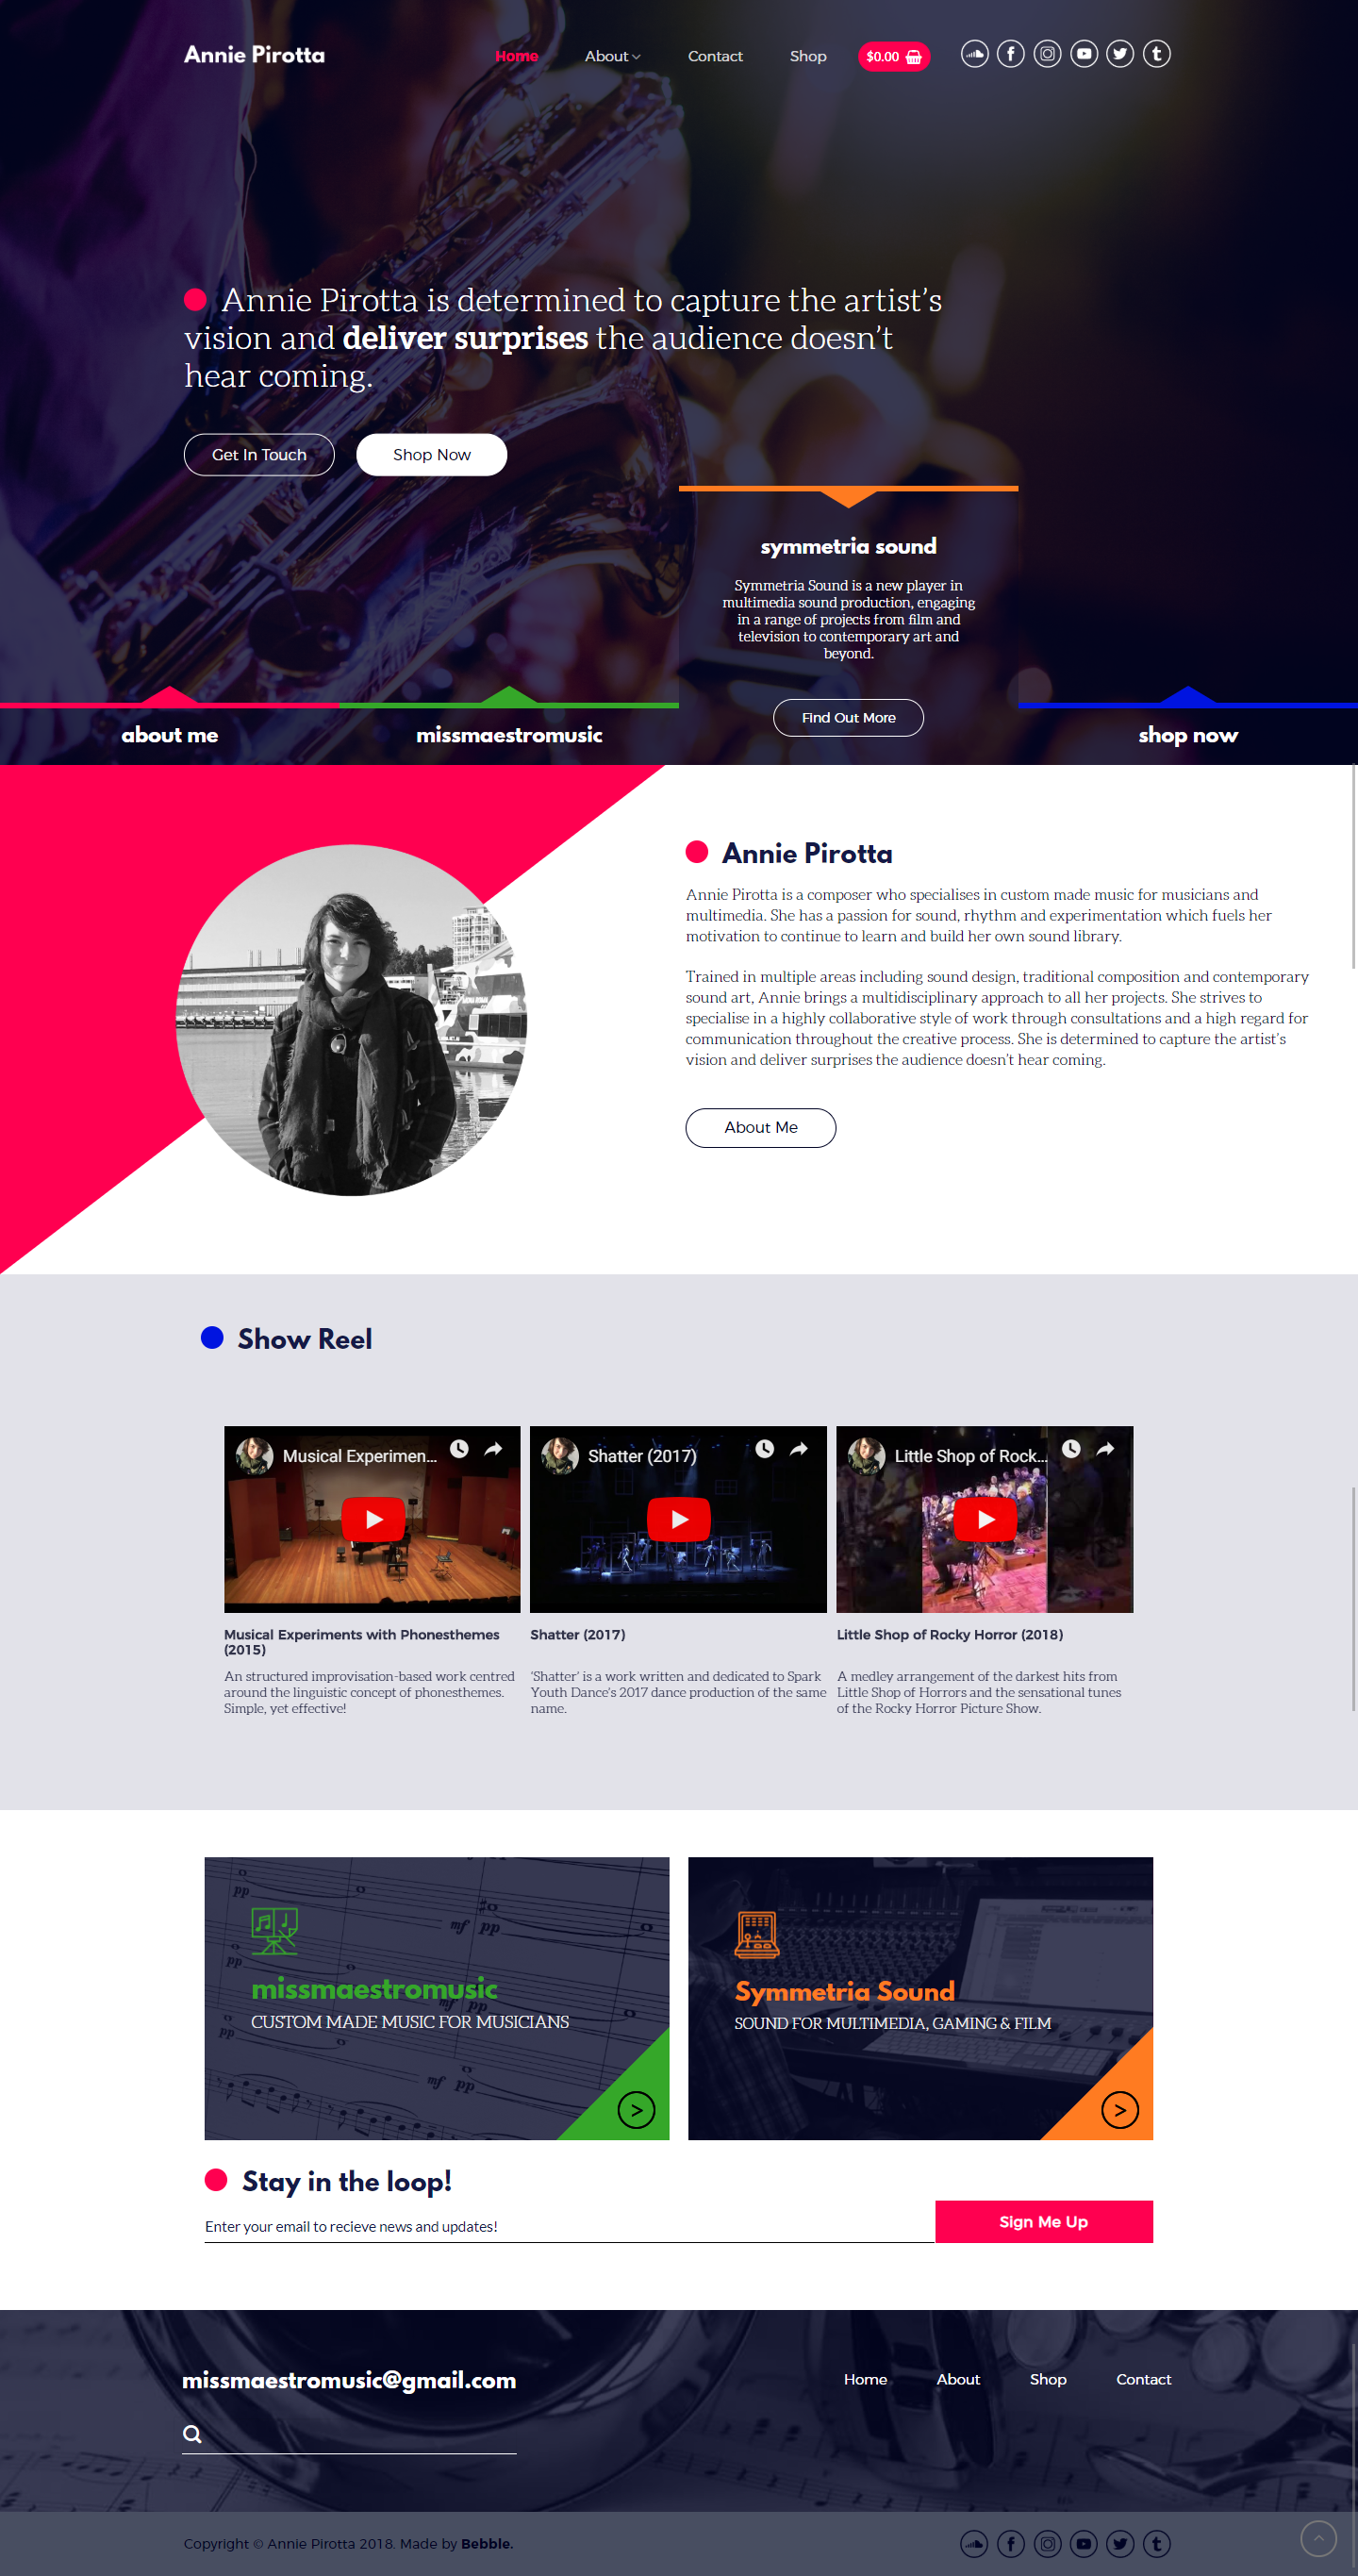 Annie Pirotta
Home
About
Contact
Shop
$0.00
Annie Pirotta is determined to capture the artist's
vision and deliver surprises the audience doesn't
hear coming.
Get In Touch
Shop Now
symmetria sound
Symmetria Sound is a new player in
multimedia sound production, engaging
in a range of projects from film and
television to contemporary art and
beyond.
Find Out More
about me
missmaestromusic
shop now
Annie Pirotta
Annie Pirotta is a composer who specialises in custom made music for musicians and
multimedia. She has a passion for sound, rhythm and experimentation which fuels her
motivation to continue to learn and build her own sound library.
Trained in multiple areas including sound design, traditional composition and contemporary
sound art, Annie brings a multidisciplinary approach to all her projects. She strives to
specialise in a highly collaborative style of work through consultations and a high regard for
communication throughout the creative process. She is determined to capture the artist's
vision and deliver surprises the audience doesn't hear coming.
About Me
Show Reel
Musical Experimen...
Shatter (2017)
Little Shop of Rock...
Musical Experiments with Phonesthemes
(2015)
An structured improvisation-based work centred
around the linguistic concept of phonesthemes.
Simple, yet effective!
Shatter (2017)
'Shatter' is a work written and dedicated to Spark
Youth Dance's 2017 dance production of the same
name.
Little Shop of Rocky Horror (2018)
A medley arrangement of the darkest hits from
Little Shop of Horrors and the sensational tunes
of the Rocky Horror Picture Show.
pp
mf pp
missmaestromusic
CUSTOM MADE MUSIC FOR MUSICIANS
mf pp
>
Symmetria Sound
SOUND FOR MULTIMEDIA, GAMING & FILM
>
Stay in the loop!
Enter your email to recieve news and updates!
Sign Me Up
missmaestromusic@gmail.com
Home
About
Shop
Contact
Copyright © Annie Pirotta 2018. Made by Bebble.